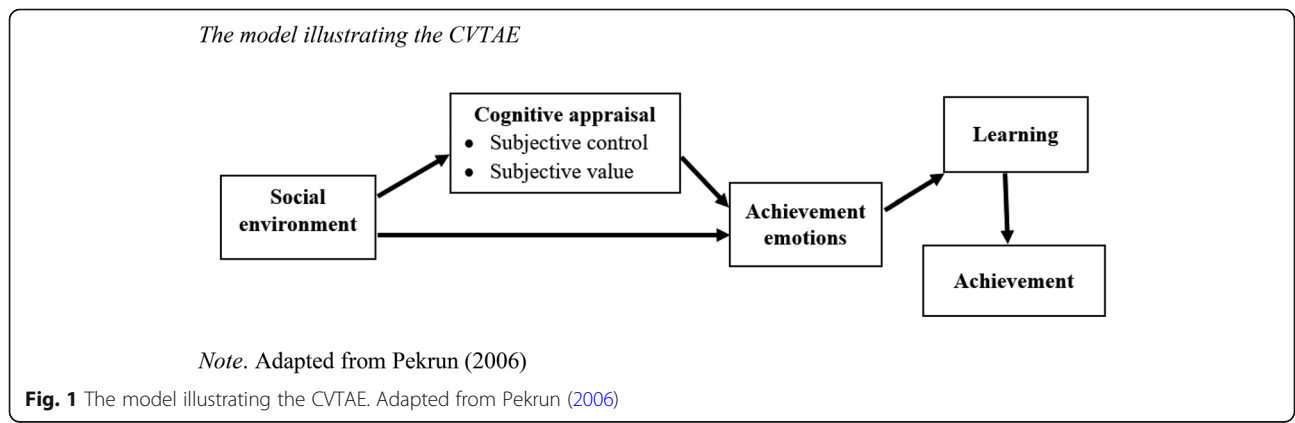 The model illustrating the CVTAE
Cognitive appraisal
• Subjective control
• Subjective value
Social
environment
Achievement
emotions
Learning
Achievement
Note. Adapted from Pekrun (2006)
Fig. 1 The model illustrating the CVTAE. Adapted from Pekrun (2006)